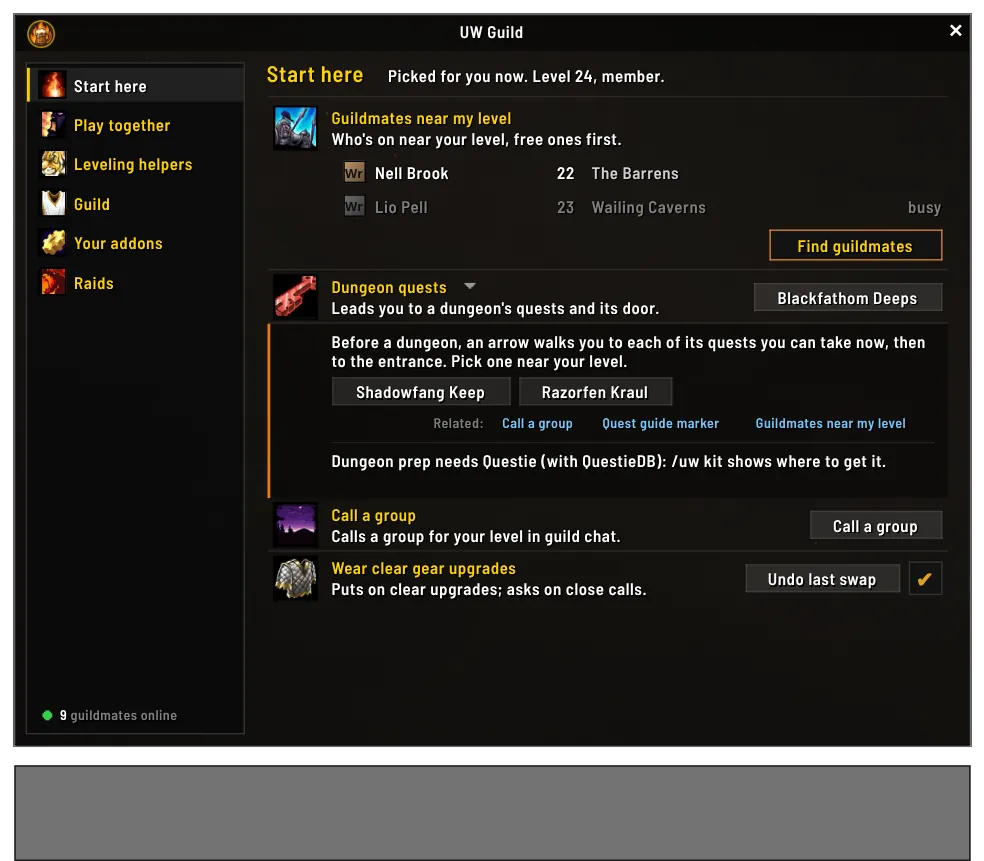 UW Guild
Start here
Play together
Leveling helpers
Guild
Your addons
Raids
9 guildmates online
Start here Picked for you now. Level 24, member.
Guildmates near my level
Who's on near your level, free ones first.
Wr Nell Brook 22 The Barrens
Wr Lio Pell 23 Wailing Caverns busy
Find guildmates
Dungeon quests
Leads you to a dungeon's quests and its door.
Blackfathom Deeps
Before a dungeon, an arrow walks you to each of its quests you can take now, then
to the entrance. Pick one near your level.
Shadowfang Keep Razorfen Kraul
Related: Call a group Quest guide marker Guildmates near my level
Dungeon prep needs Questie (with QuestieDB): /uw kit shows where to get it.
Call a group
Calls a group for your level in guild chat.
Call a group
Wear clear gear upgrades
Puts on clear upgrades; asks on close calls.
Undo last swap